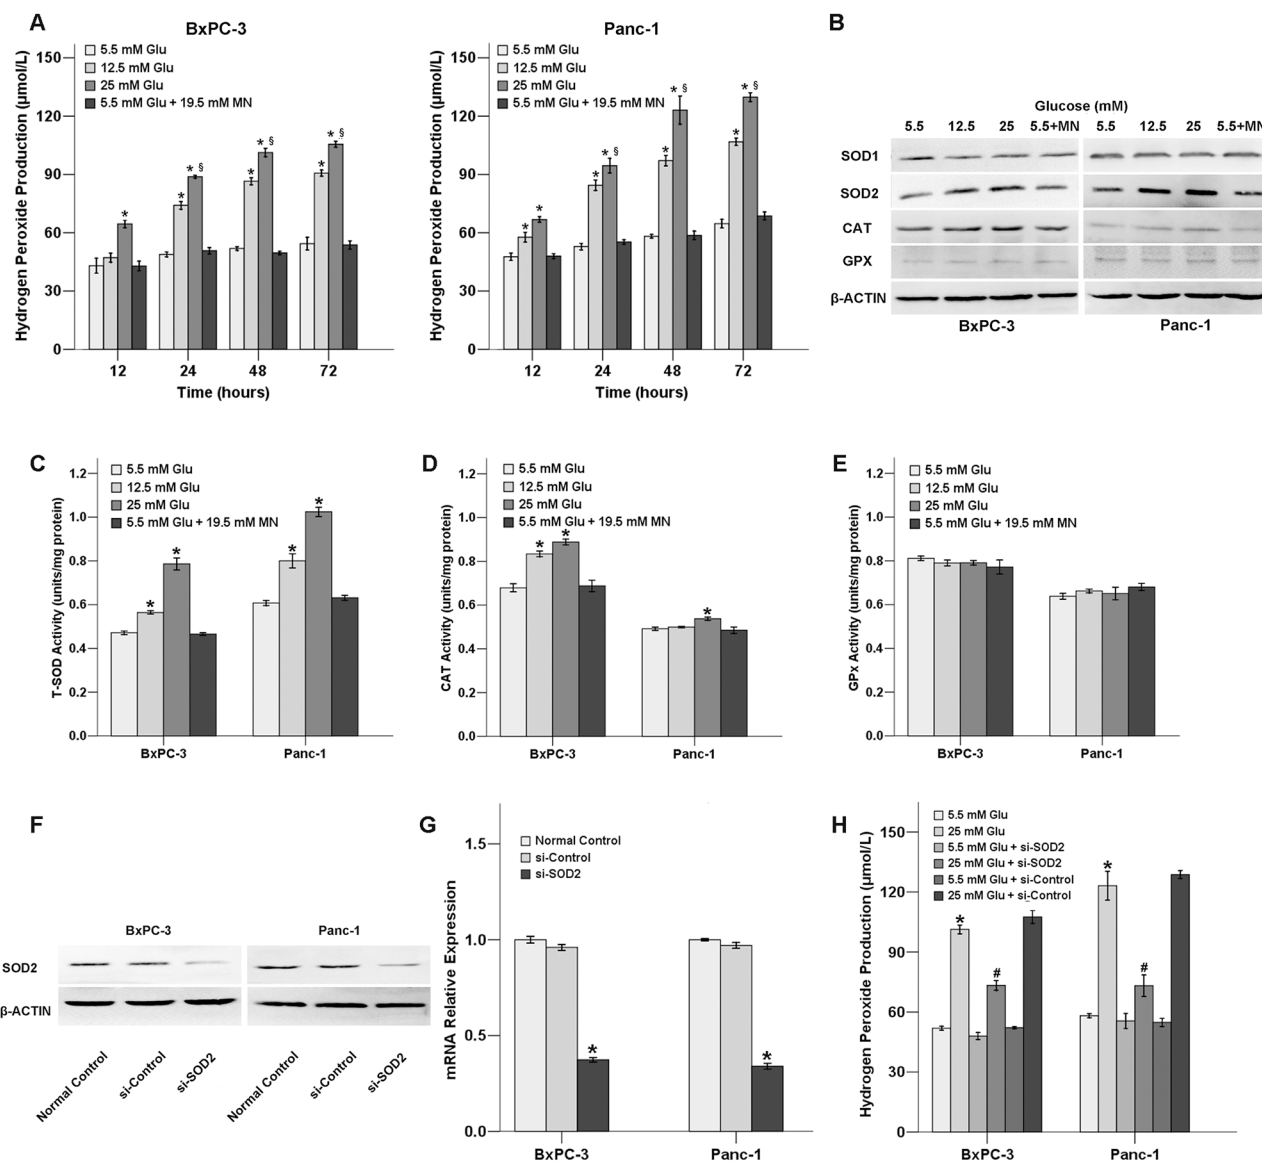 A
BxPC-3
Hydrogen Peroxide Production (µmol/L)
5.5 mM Glu
12.5 mM Glu
25 mM Glu
5.5 mM Glu + 19.5 mM MN
150
120
90
60
30
0
* * § * § * § * § * * *
12 24 48 72
Time (hours)
Panc-1
Hydrogen Peroxide Production (µmol/L)
5.5 mM Glu
12.5 mM Glu
25 mM Glu
5.5 mM Glu + 19.5 mM MN
150
120
90
60
30
0
* * * * § * * § * * §
12 24 48 72
Time (hours)
B
Glucose (mM)
5.5 12.5 25 5.5+MN 5.5 12.5 25 5.5+MN
SOD1
SOD2
CAT
GPX
β-ACTIN
BxPC-3 Panc-1
C
T-SOD Activity (units/mg protein)
5.5 mM Glu
12.5 mM Glu
25 mM Glu
5.5 mM Glu + 19.5 mM MN
1.2
1.0
0.8
0.6
0.4
0.2
0.0
* * * *
BxPC-3 Panc-1
D
CAT Activity (units/mg protein)
5.5 mM Glu
12.5 mM Glu
25 mM Glu
5.5 mM Glu + 19.5 mM MN
1.2
1.0
0.8
0.6
0.4
0.2
0.0
* * *
BxPC-3 Panc-1
E
GPx Activity (units/mg protein)
5.5 mM Glu
12.5 mM Glu
25 mM Glu
5.5 mM Glu + 19.5 mM MN
1.2
1.0
0.8
0.6
0.4
0.2
0.0
BxPC-3 Panc-1
F
BxPC-3 Panc-1
SOD2
β-ACTIN
Normal Control si-Control si-SOD2 Normal Control si-Control si-SOD2
G
mRNA Relative Expression
Normal Control
si-Control
si-SOD2
1.5
1.0
0.5
0.0
* *
BxPC-3 Panc-1
H
Hydrogen Peroxide Production (µmol/L)
5.5 mM Glu
25 mM Glu
5.5 mM Glu + si-SOD2
25 mM Glu + si-SOD2
5.5 mM Glu + si-Control
25 mM Glu + si-Control
150
120
90
60
30
0
* # * #
BxPC-3 Panc-1